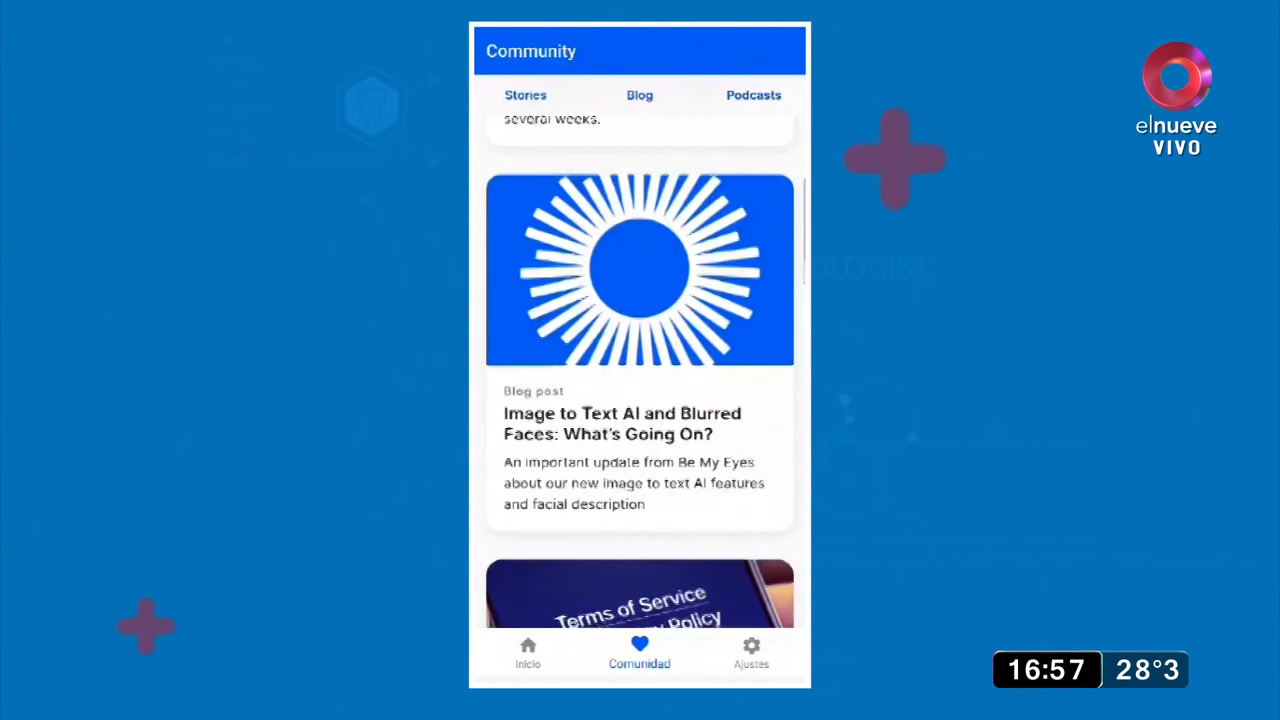 Community
Stories Blog Podcasts
several weeks.
Blog post
Image to Text AI and Blurred
Faces: What's Going On?
An important update from Be My Eyes
about our new image to text AI features
and facial description
Terms of Service
Policy
Inicio Comunidad Ajustes
elnueve
VIVO
16:57 28°3